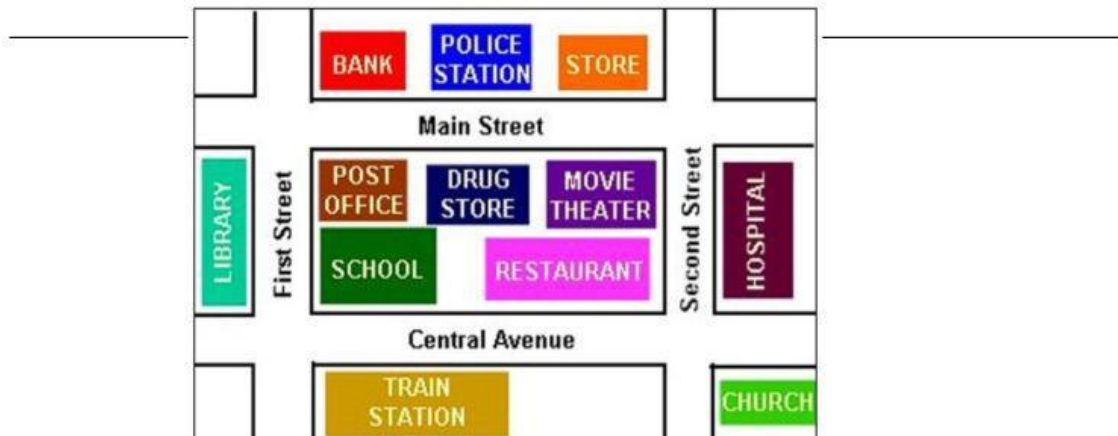 BANK
POLICE
STATION
STORE
Main Street
LIBRARY
First Street
POST
OFFICE
DRUG
STORE
MOVIE
THEATER
Second Street
HOSPITAL
SCHOOL
RESTAURANT
Central Avenue
TRAIN
STATION
CHURCH